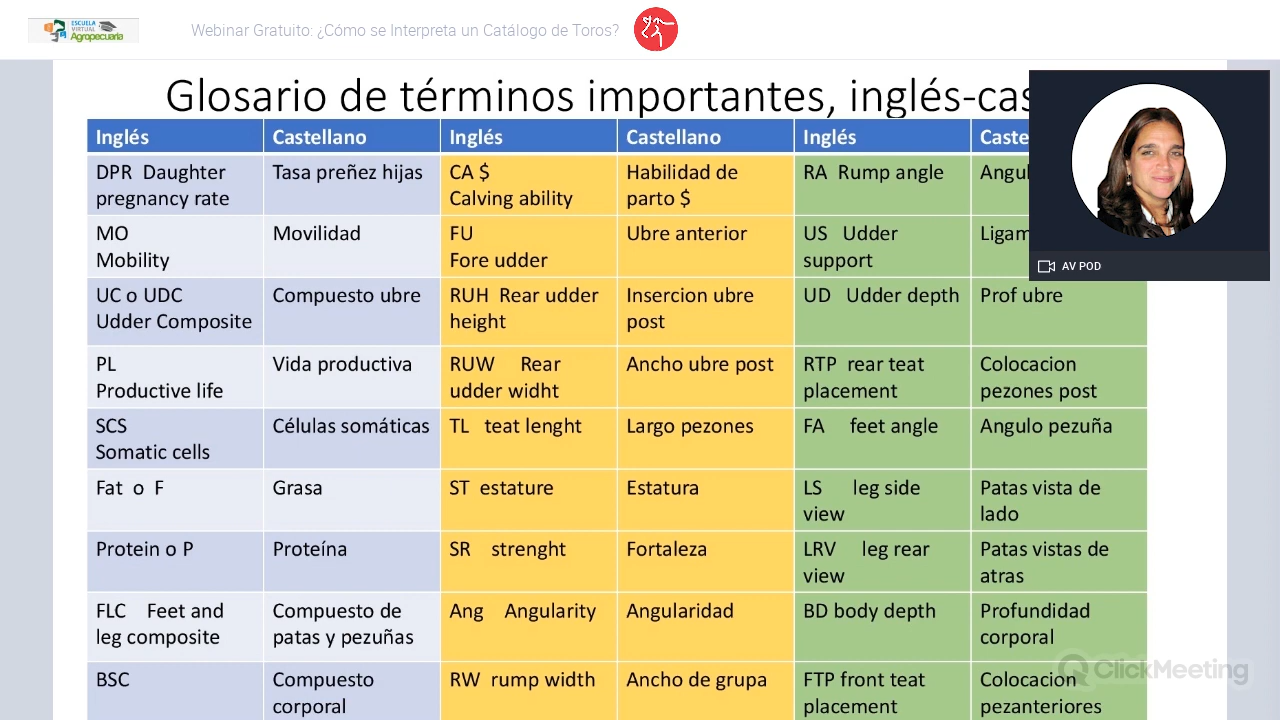 ESCUELA
VIRTUAL
Agropecuaria
Webinar Gratuito: ¿Cómo se Interpreta un Catálogo de Toros?
Glosario de términos importantes, inglés-cas
Inglés Castellano Inglés Castellano Inglés Caste
DPR Daughter
pregnancy rate
Tasa preñez hijas
CA $
Calving ability
Habilidad de
parto $
RA Rump angle
Angul
MO
Mobility
Movilidad
FU
Fore udder
Ubre anterior
US Udder
support
Ligam
AV POD
UC o UDC
Udder Composite
Compuesto ubre
RUH Rear udder
height
Insercion ubre
post
UD Udder depth
Prof ubre
PL
Productive life
Vida productiva
RUW Rear
udder widht
Ancho ubre post
RTP rear teat
placement
Colocacion
pezones post
SCS
Somatic cells
Células somáticas
TL teat lenght
Largo pezones
FA feet angle
Angulo pezuña
Fat o F
Grasa
ST estature
Estatura
LS leg side
view
Patas vista de
lado
Protein o P
Proteína
SR strenght
Fortaleza
LRV leg rear
view
Patas vistas de
atras
FLC Feet and
leg composite
Compuesto de
patas y pezuñas
Ang Angularity
Angularidad
BD body depth
Profundidad
corporal
BSC
Compuesto
corporal
RW rump width
Ancho de grupa
FTP front teat
placement
Colocacion
pezanteriores
ClickMeeting